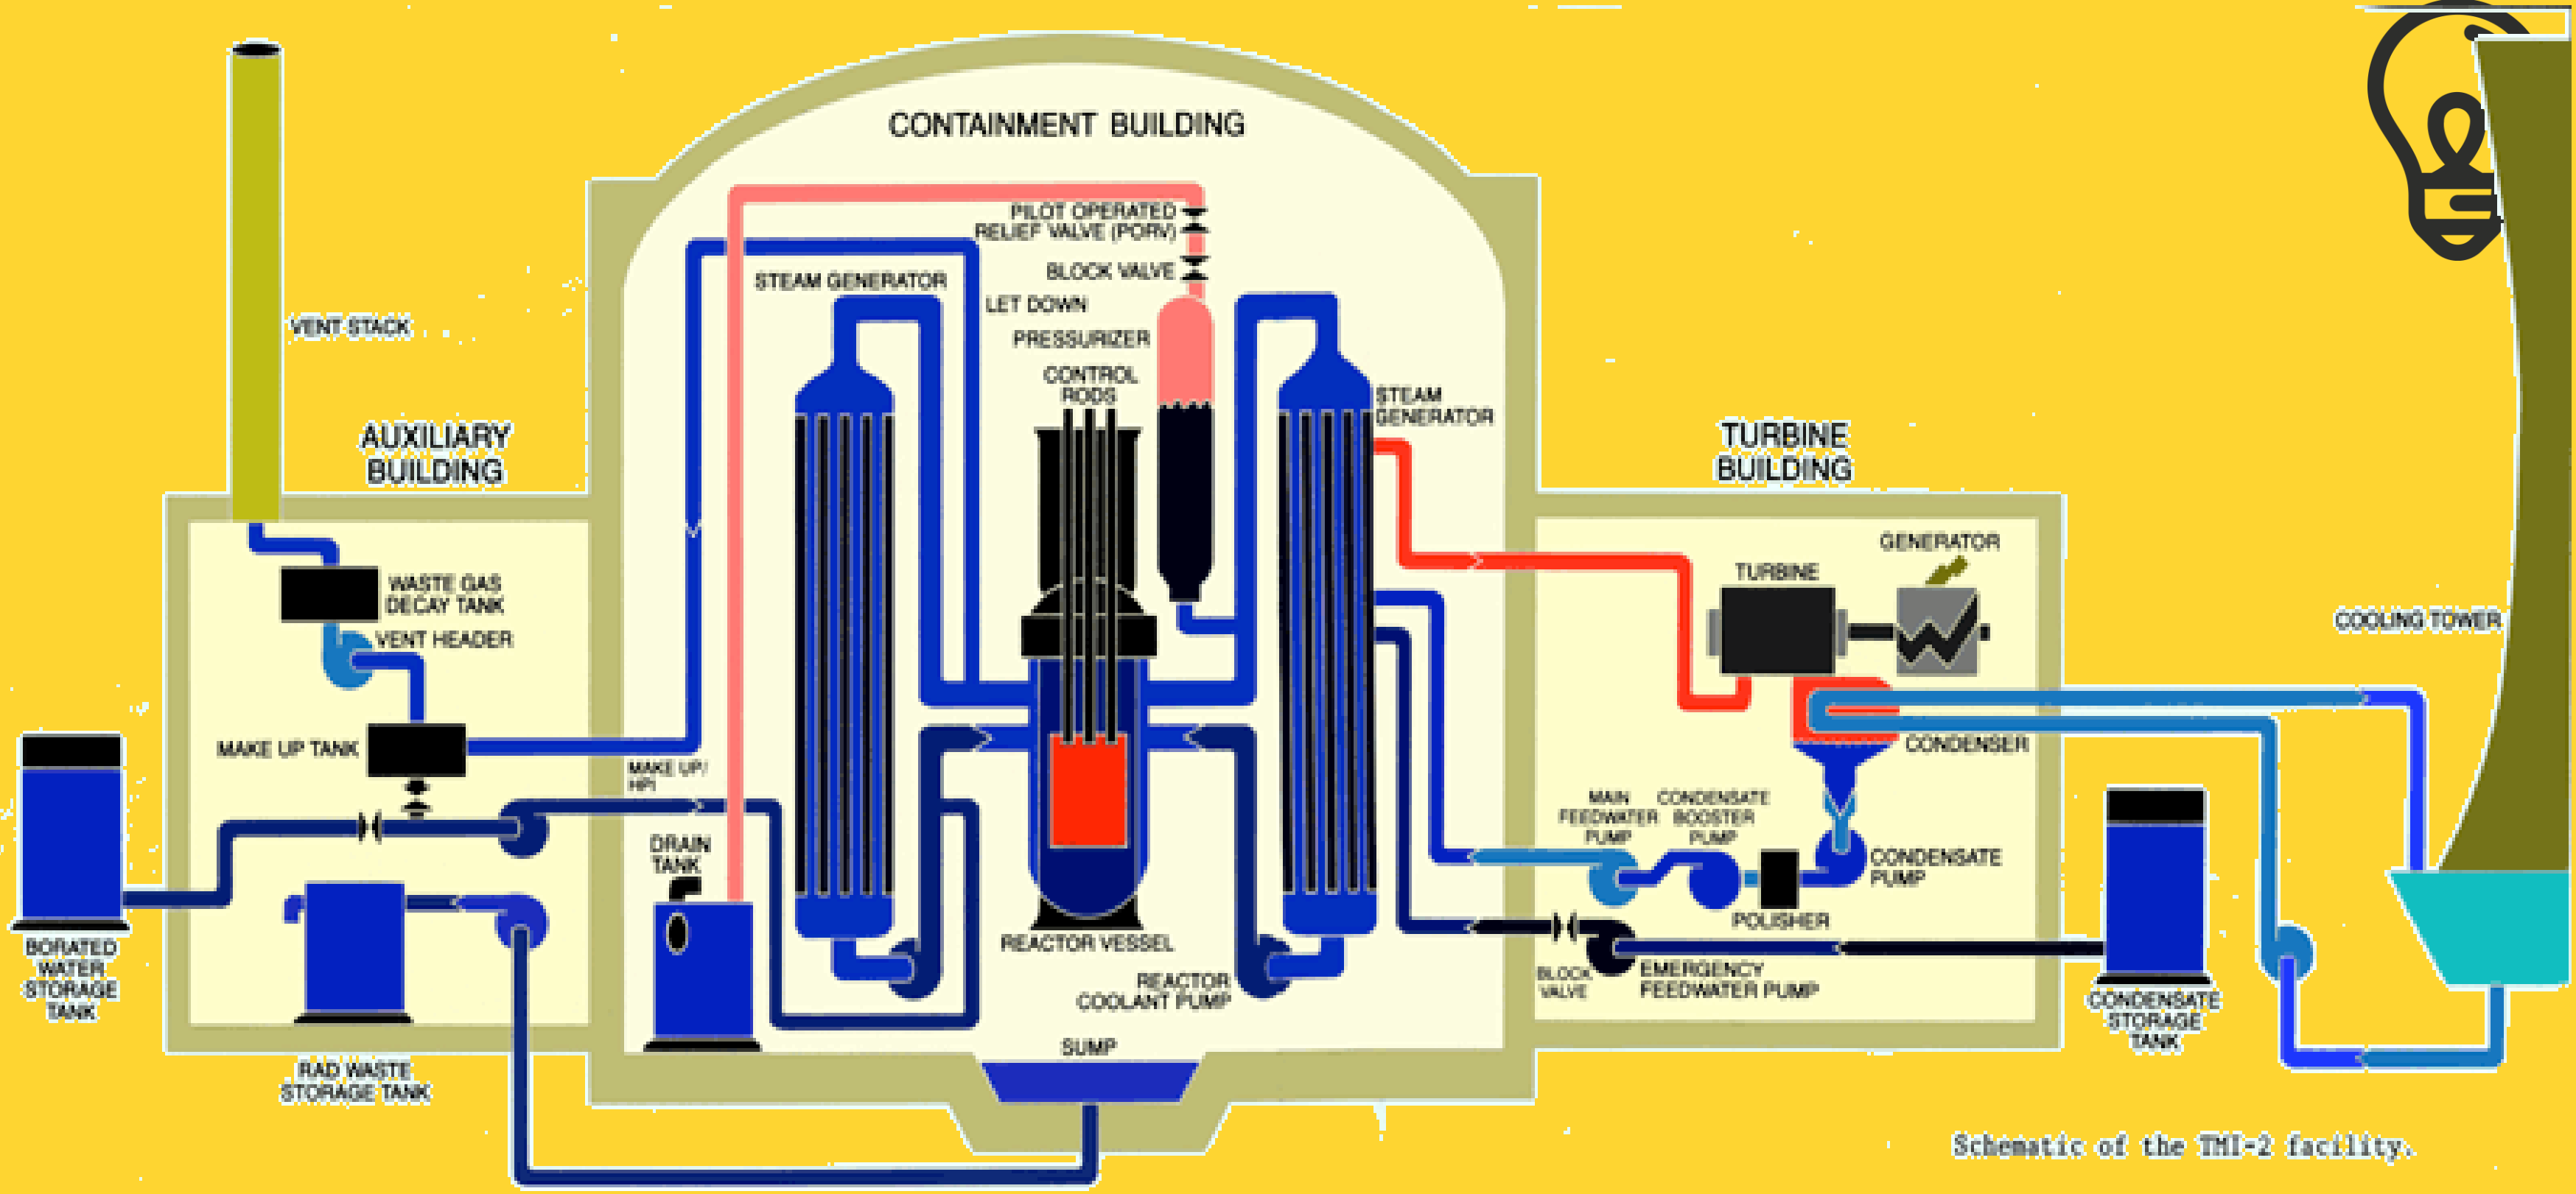 CONTAINMENT BUILDING
PILOT OPERATED
RELIEF VALVE (PORV)
BLOCK VALVE
STEAM GENERATOR
LET DOWN
PRESSURIZER
CONTROL
RODS
STEAM
GENERATOR
VENT STACK
AUXILIARY
BUILDING
WASTE GAS
DECAY TANK
VENT HEADER
MAKE UP TANK
MAKE UP/
HPI
DRAIN
TANK
BORATED
WATER
STORAGE
TANK
RAD WASTE
STORAGE TANK
REACTOR VESSEL
REACTOR
COOLANT PUMP
SUMP
TURBINE
BUILDING
GENERATOR
TURBINE
CONDENSER
MAIN
FEEDWATER
PUMP
CONDENSATE
BOOSTER
PUMP
CONDENSATE
PUMP
POLISHER
BLOCK
VALVE
EMERGENCY
FEEDWATER PUMP
COOLING TOWER
CONDENSATE
STORAGE
TANK
Schematic of the TMI-2 facility.